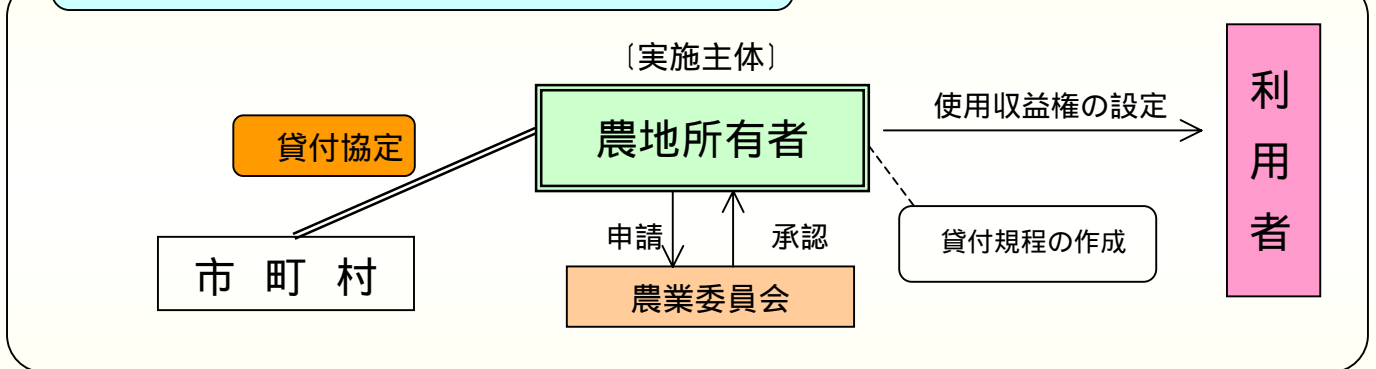 〔実施主体〕
農地所有者
使用収益権の設定
利用者
貸付協定
申請
承認
貸付規程の作成
市 町 村
農業委員会